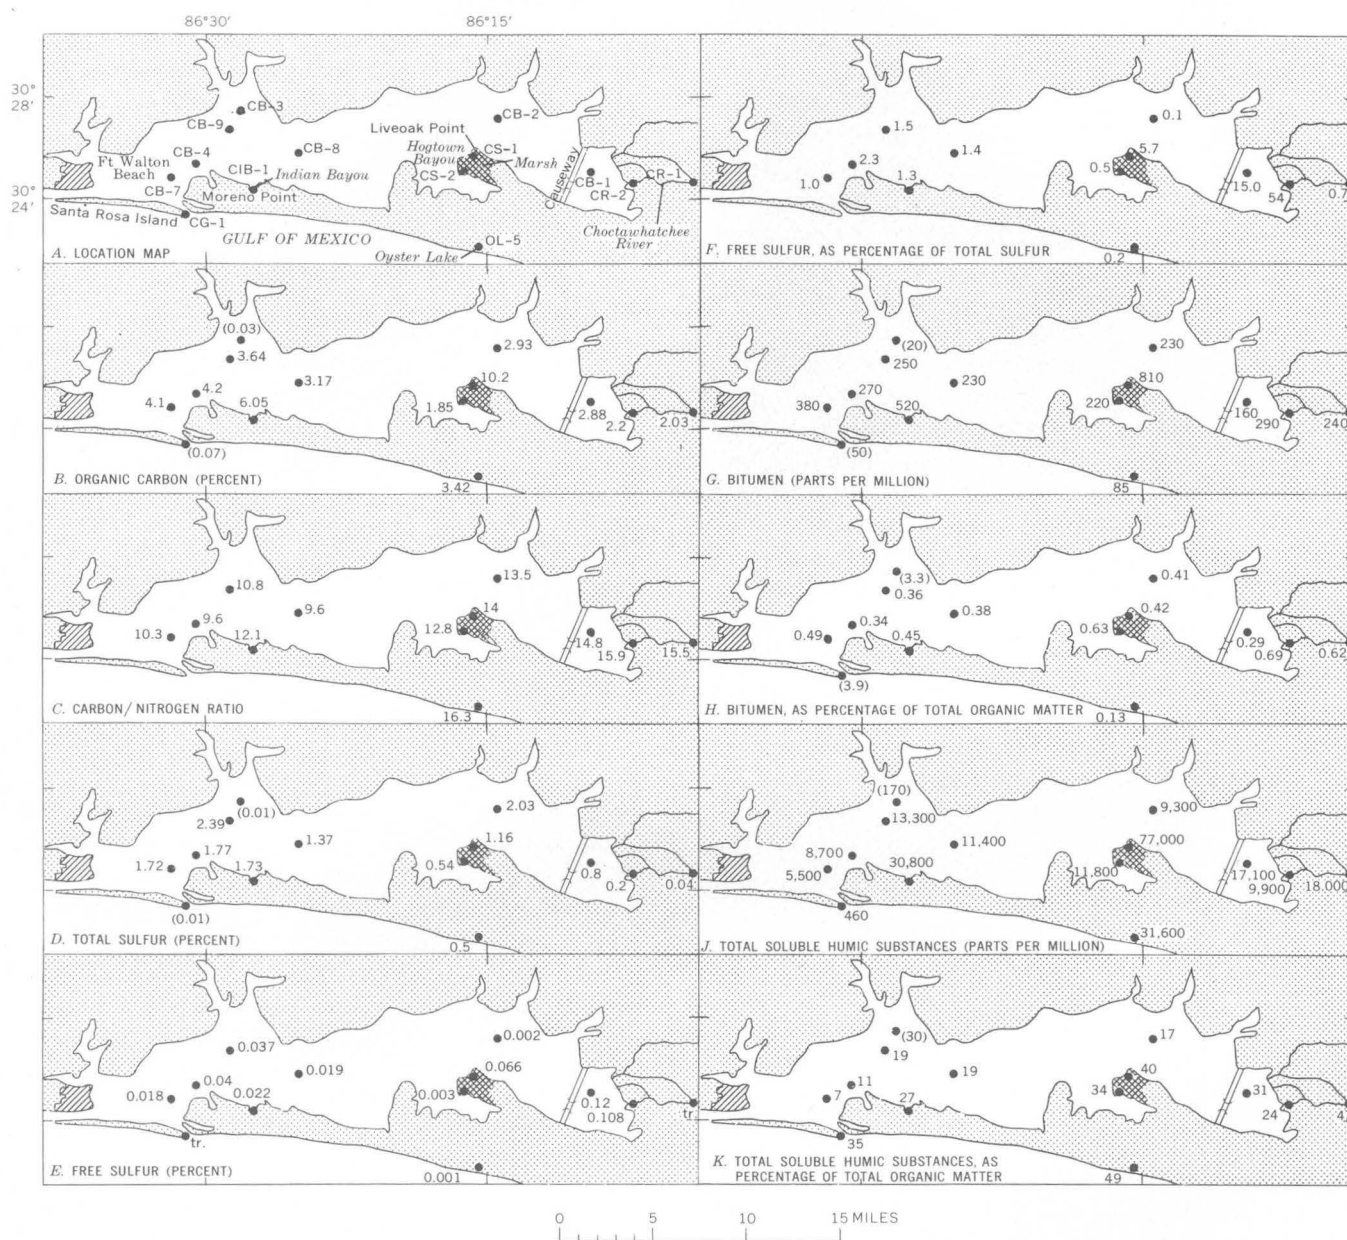 86°30′ 86°15′
30°
28′
CB-3
CB-9
CB-2
Liveoak Point
CB-8
Hogtown
Bayou
CS-1
Marsh
CB-4
Ft Walton
Beach
CIB-1
Indian Bayou
CS-2
Causeway
CB-1
CR-1
CB-7
Moreno Point
CR-2
30°
24′
Santa Rosa Island
CG-1
GULF OF MEXICO
Choctawhatchee
River
OL-5
Oyster Lake
A. LOCATION MAP
0.1
1.5
1.4
5.7
2.3
0.5
1.0
1.3
15.0
54
0.7
0.2
F. FREE SULFUR, AS PERCENTAGE OF TOTAL SULFUR
(0.03)
3.64
2.93
3.17
10.2
4.2
4.1
6.05
1.85
2.88
2.2
2.03
(0.07)
3.42
B. ORGANIC CARBON (PERCENT)
(20)
250
230
230
810
270
380
520
220
160
290
240
(50)
85
G. BITUMEN (PARTS PER MILLION)
10.8
13.5
9.6
14
9.6
10.3
12.1
12.8
14.8
15.9
15.5
16.3
C. CARBON/NITROGEN RATIO
(3.3)
0.36
0.41
0.38
0.42
0.34
0.49
0.45
0.63
0.29
0.69
0.62
(3.9)
0.13
H. BITUMEN, AS PERCENTAGE OF TOTAL ORGANIC MATTER
(0.01)
2.39
2.03
1.37
1.16
1.77
1.72
1.73
0.54
0.8
0.2
0.04
(0.01)
0.5
D. TOTAL SULFUR (PERCENT)
(170)
13,300
9,300
11,400
77,000
8,700
5,500
30,800
11,800
17,100
9,900
18.000
460
31,600
J. TOTAL SOLUBLE HUMIC SUBSTANCES (PARTS PER MILLION)
0.037
0.002
0.019
0.066
0.04
0.018
0.022
0.003
0.12
0.108
tr.
tr.
0.001
E. FREE SULFUR (PERCENT)
(30)
19
17
19
40
11
7
27
34
31
24
35
49
K. TOTAL SOLUBLE HUMIC SUBSTANCES, AS
PERCENTAGE OF TOTAL ORGANIC MATTER
0 5 10 15 MILES